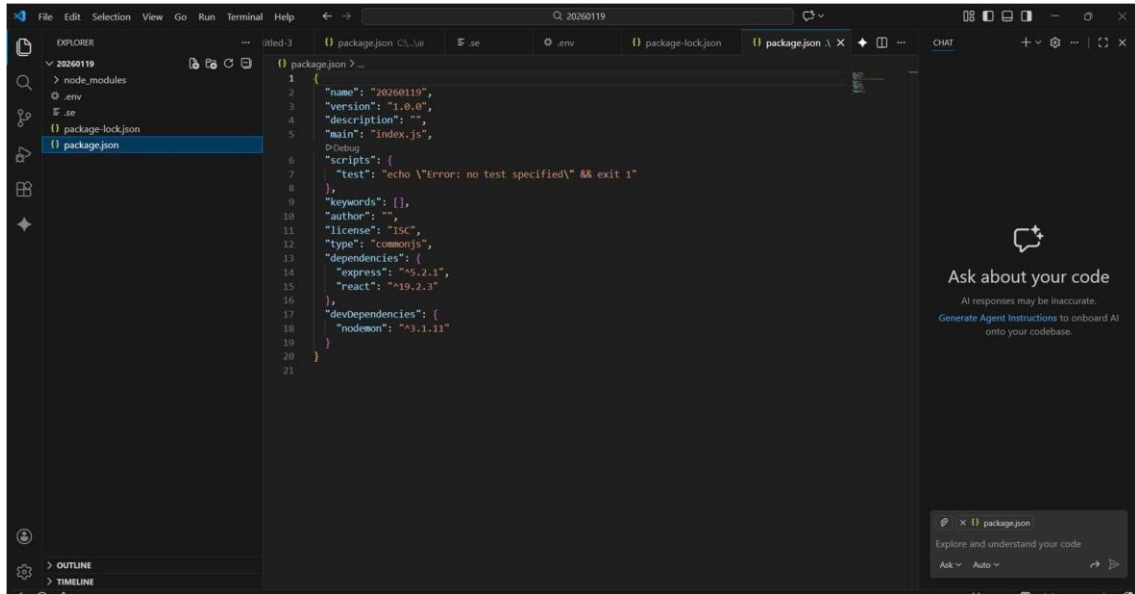 File Edit Selection View Go Run Terminal Help
20260119
EXPLORER
20260119
node_modules
.env
.se
package-lock.json
package.json
OUTLINE
TIMELINE
itled-3
{} package.json C:\...\ai
.se
.env
{} package-lock.json
{} package.json .\
{} package.json > ...
1 {
2 "name": "20260119",
3 "version": "1.0.0",
4 "description": "",
5 "main": "index.js",
Debug
6 "scripts": {
7 "test": "echo \"Error: no test specified\" && exit 1"
8 },
9 "keywords": [],
10 "author": "",
11 "license": "ISC",
12 "type": "commonjs",
13 "dependencies": {
14 "express": "^5.2.1",
15 "react": "^19.2.3"
16 },
17 "devDependencies": {
18 "nodemon": "^3.1.11"
19 }
20 }
21
CHAT
Ask about your code
AI responses may be inaccurate.
Generate Agent Instructions to onboard AI
onto your codebase.
{} package.json
Explore and understand your code
Ask Auto